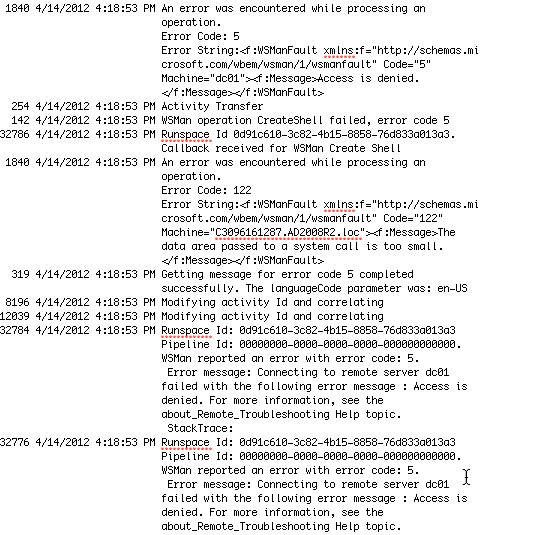 1840 4/14/2012 4:18:53 PM An error was encountered while processing an
operation.
Error Code: 5
Error String:<f:WSManFault xmlns:f="http://schemas.mi
crosoft.com/wbem/wsman/1/wsmanfault" Code="5"
Machine="dc01"><f:Message>Access is denied.
</f:Message></f:WSManFault>
254 4/14/2012 4:18:53 PM Activity Transfer
142 4/14/2012 4:18:53 PM WSMan operation CreateShell failed, error code 5
32786 4/14/2012 4:18:53 PM Runspace Id 0d91c610-3c82-4b15-8858-76d833a013a3.
Callback received for WSMan Create Shell
1840 4/14/2012 4:18:53 PM An error was encountered while processing an
operation.
Error Code: 122
Error String:<f:WSManFault xmlns:f="http://schemas.mi
crosoft.com/wbem/wsman/1/wsmanfault" Code="122"
Machine="C3096161287.AD2008R2.loc"><f:Message>The
data area passed to a system call is too small.
</f:Message></f:WSManFault>
319 4/14/2012 4:18:53 PM Getting message for error code 5 completed
successfully. The languageCode parameter was: en-US
8196 4/14/2012 4:18:53 PM Modifying activity Id and correlating
12039 4/14/2012 4:18:53 PM Modifying activity Id and correlating
32784 4/14/2012 4:18:53 PM Runspace Id: 0d91c610-3c82-4b15-8858-76d833a013a3
Pipeline Id: 00000000-0000-0000-0000-000000000000.
WSMan reported an error with error code: 5.
Error message: Connecting to remote server dc01
failed with the following error message : Access is
denied. For more information, see the
about_Remote_Troubleshooting Help topic.
StackTrace:
32776 4/14/2012 4:18:53 PM Runspace Id: 0d91c610-3c82-4b15-8858-76d833a013a3
Pipeline Id: 00000000-0000-0000-0000-000000000000.
WSMan reported an error with error code: 5.
Error message: Connecting to remote server dc01
failed with the following error message : Access is
denied. For more information, see the
about_Remote_Troubleshooting Help topic.